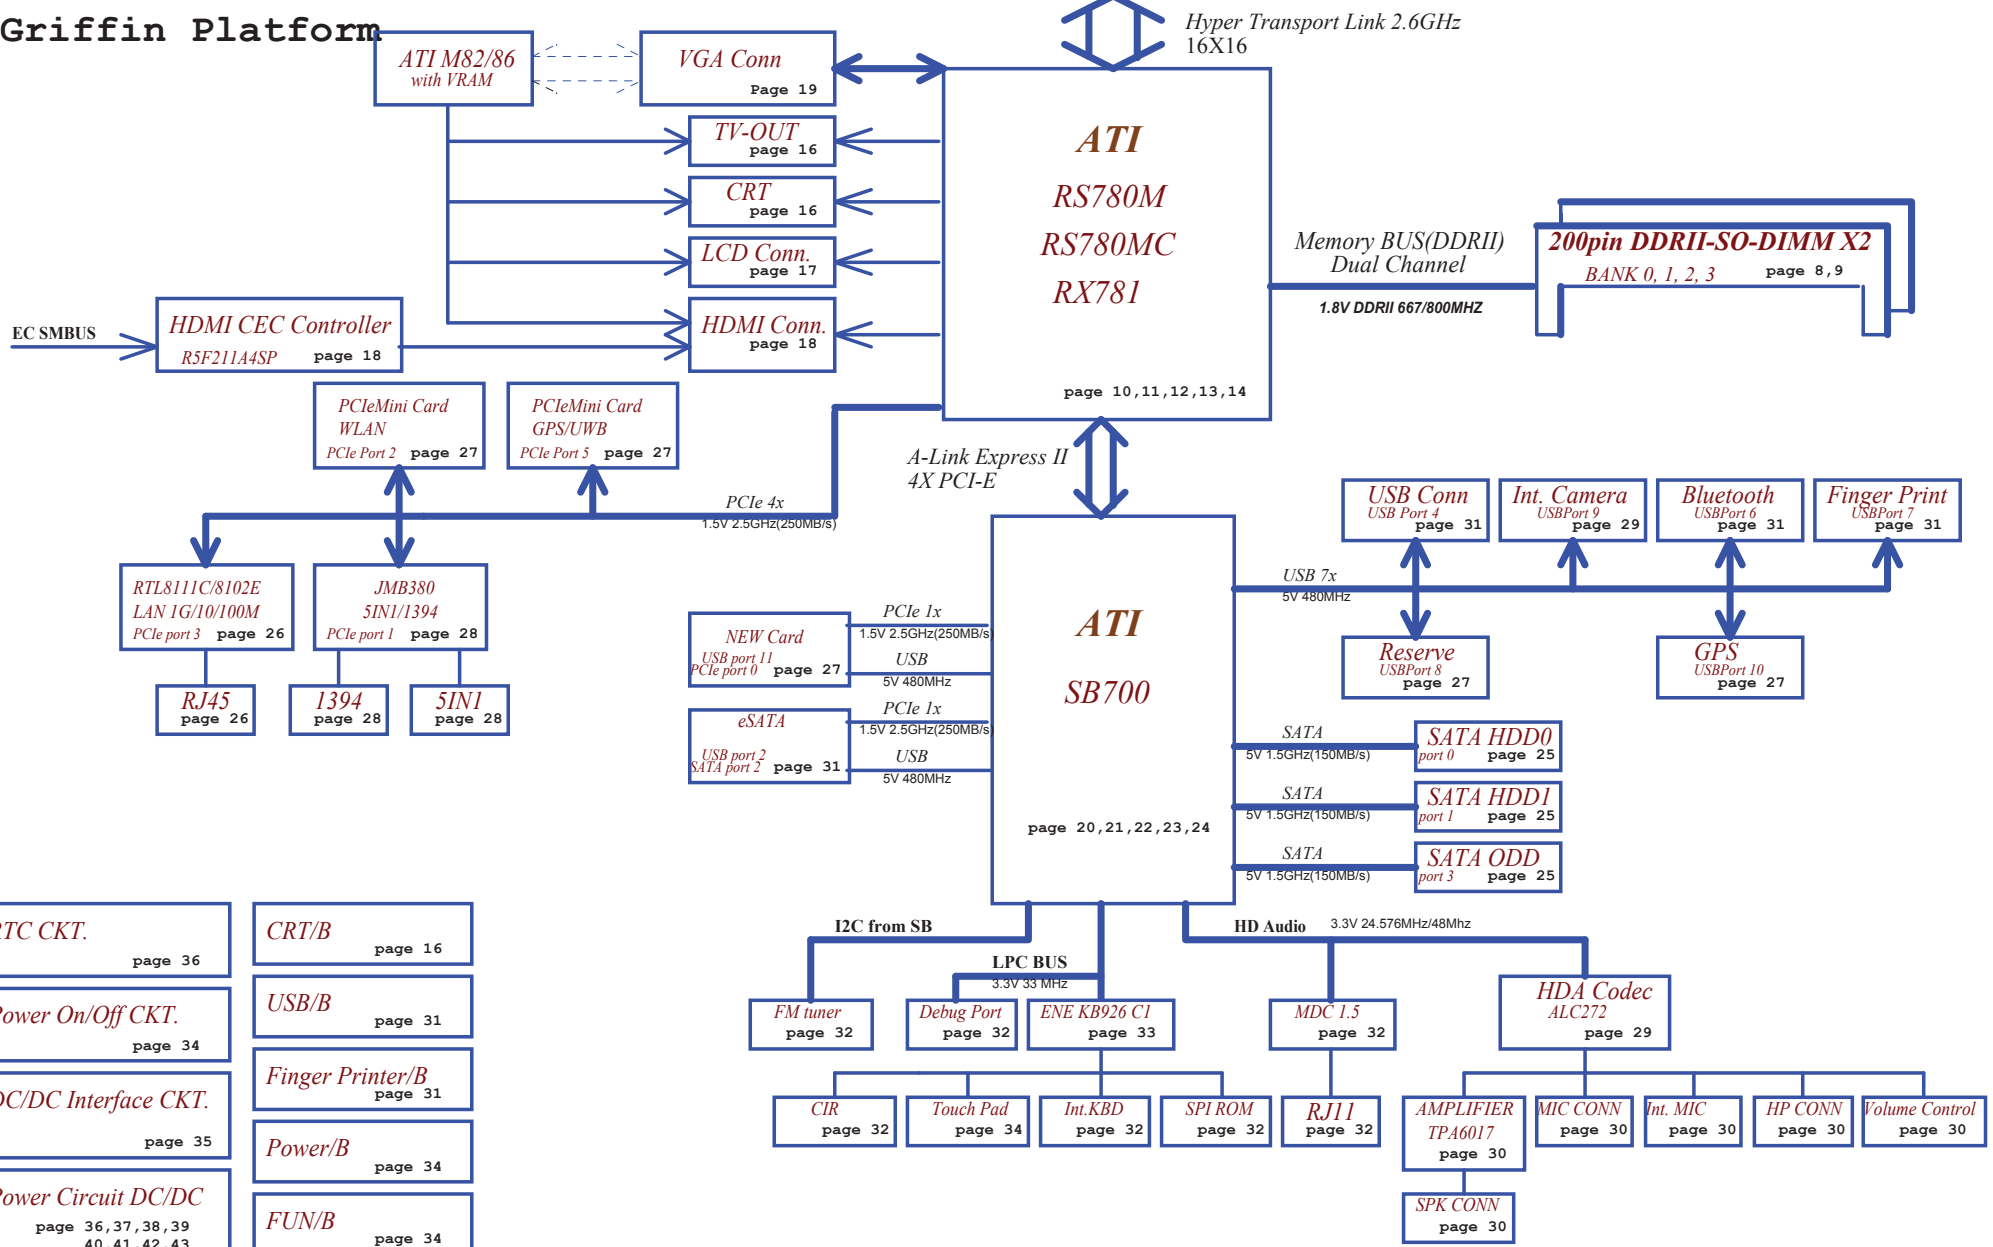 Griffin Platform
Hyper Transport Link 2.6GHz
16X16
ATI M82/86
with VRAM
VGA Conn
Page 19
TV-OUT
page 16
CRT
page 16
LCD Conn.
page 17
HDMI Conn.
page 18
EC SMBUS
HDMI CEC Controller
R5F211A4SP page 18
ATI
RS780M
RS780MC
RX781
page 10,11,12,13,14
Memory BUS(DDRII)
Dual Channel
1.8V DDRII 667/800MHZ
200pin DDRII-SO-DIMM X2
BANK 0, 1, 2, 3 page 8,9
PCIeMini Card
WLAN
PCIe Port 2 page 27
PCIeMini Card
GPS/UWB
PCIe Port 5 page 27
PCIe 4x
1.5V 2.5GHz(250MB/s)
A-Link Express II
4X PCI-E
RTL8111C/8102E
LAN 1G/10/100M
PCIe port 3 page 26
JMB380
5IN1/1394
PCIe port 1 page 28
RJ45
page 26
1394
page 28
5IN1
page 28
NEW Card
USB port 11
PCIe port 0 page 27
PCIe 1x
1.5V 2.5GHz(250MB/s)
USB
5V 480MHz
eSATA
USB port 2
SATA port 2 page 31
PCIe 1x
1.5V 2.5GHz(250MB/s)
USB
5V 480MHz
ATI
SB700
page 20,21,22,23,24
USB Conn
USB Port 4
page 31
Int. Camera
USBPort 9
page 29
Bluetooth
USBPort 6
page 31
Finger Print
USBPort 7
page 31
USB 7x
5V 480MHz
Reserve
USBPort 8
page 27
GPS
USBPort 10
page 27
SATA
5V 1.5GHz(150MB/s)
SATA HDD0
port 0 page 25
SATA
5V 1.5GHz(150MB/s)
SATA HDD1
port 1 page 25
SATA
5V 1.5GHz(150MB/s)
SATA ODD
port 3 page 25
I2C from SB
LPC BUS
3.3V 33 MHz
HD Audio 3.3V 24.576MHz/48Mhz
FM tuner
page 32
Debug Port
page 32
ENE KB926 C1
page 33
MDC 1.5
page 32
HDA Codec
ALC272
page 29
CIR
page 32
Touch Pad
page 34
Int.KBD
page 32
SPI ROM
page 32
RJ11
page 32
AMPLIFIER
TPA6017
page 30
MIC CONN
page 30
Int. MIC
page 30
HP CONN
page 30
Volume Control
page 30
SPK CONN
page 30
RTC CKT.
page 36
Power On/Off CKT.
page 34
DC/DC Interface CKT.
page 35
Power Circuit DC/DC
page 36,37,38,39
40,41,42,43
CRT/B
page 16
USB/B
page 31
Finger Printer/B
page 31
Power/B
page 34
FUN/B
page 34